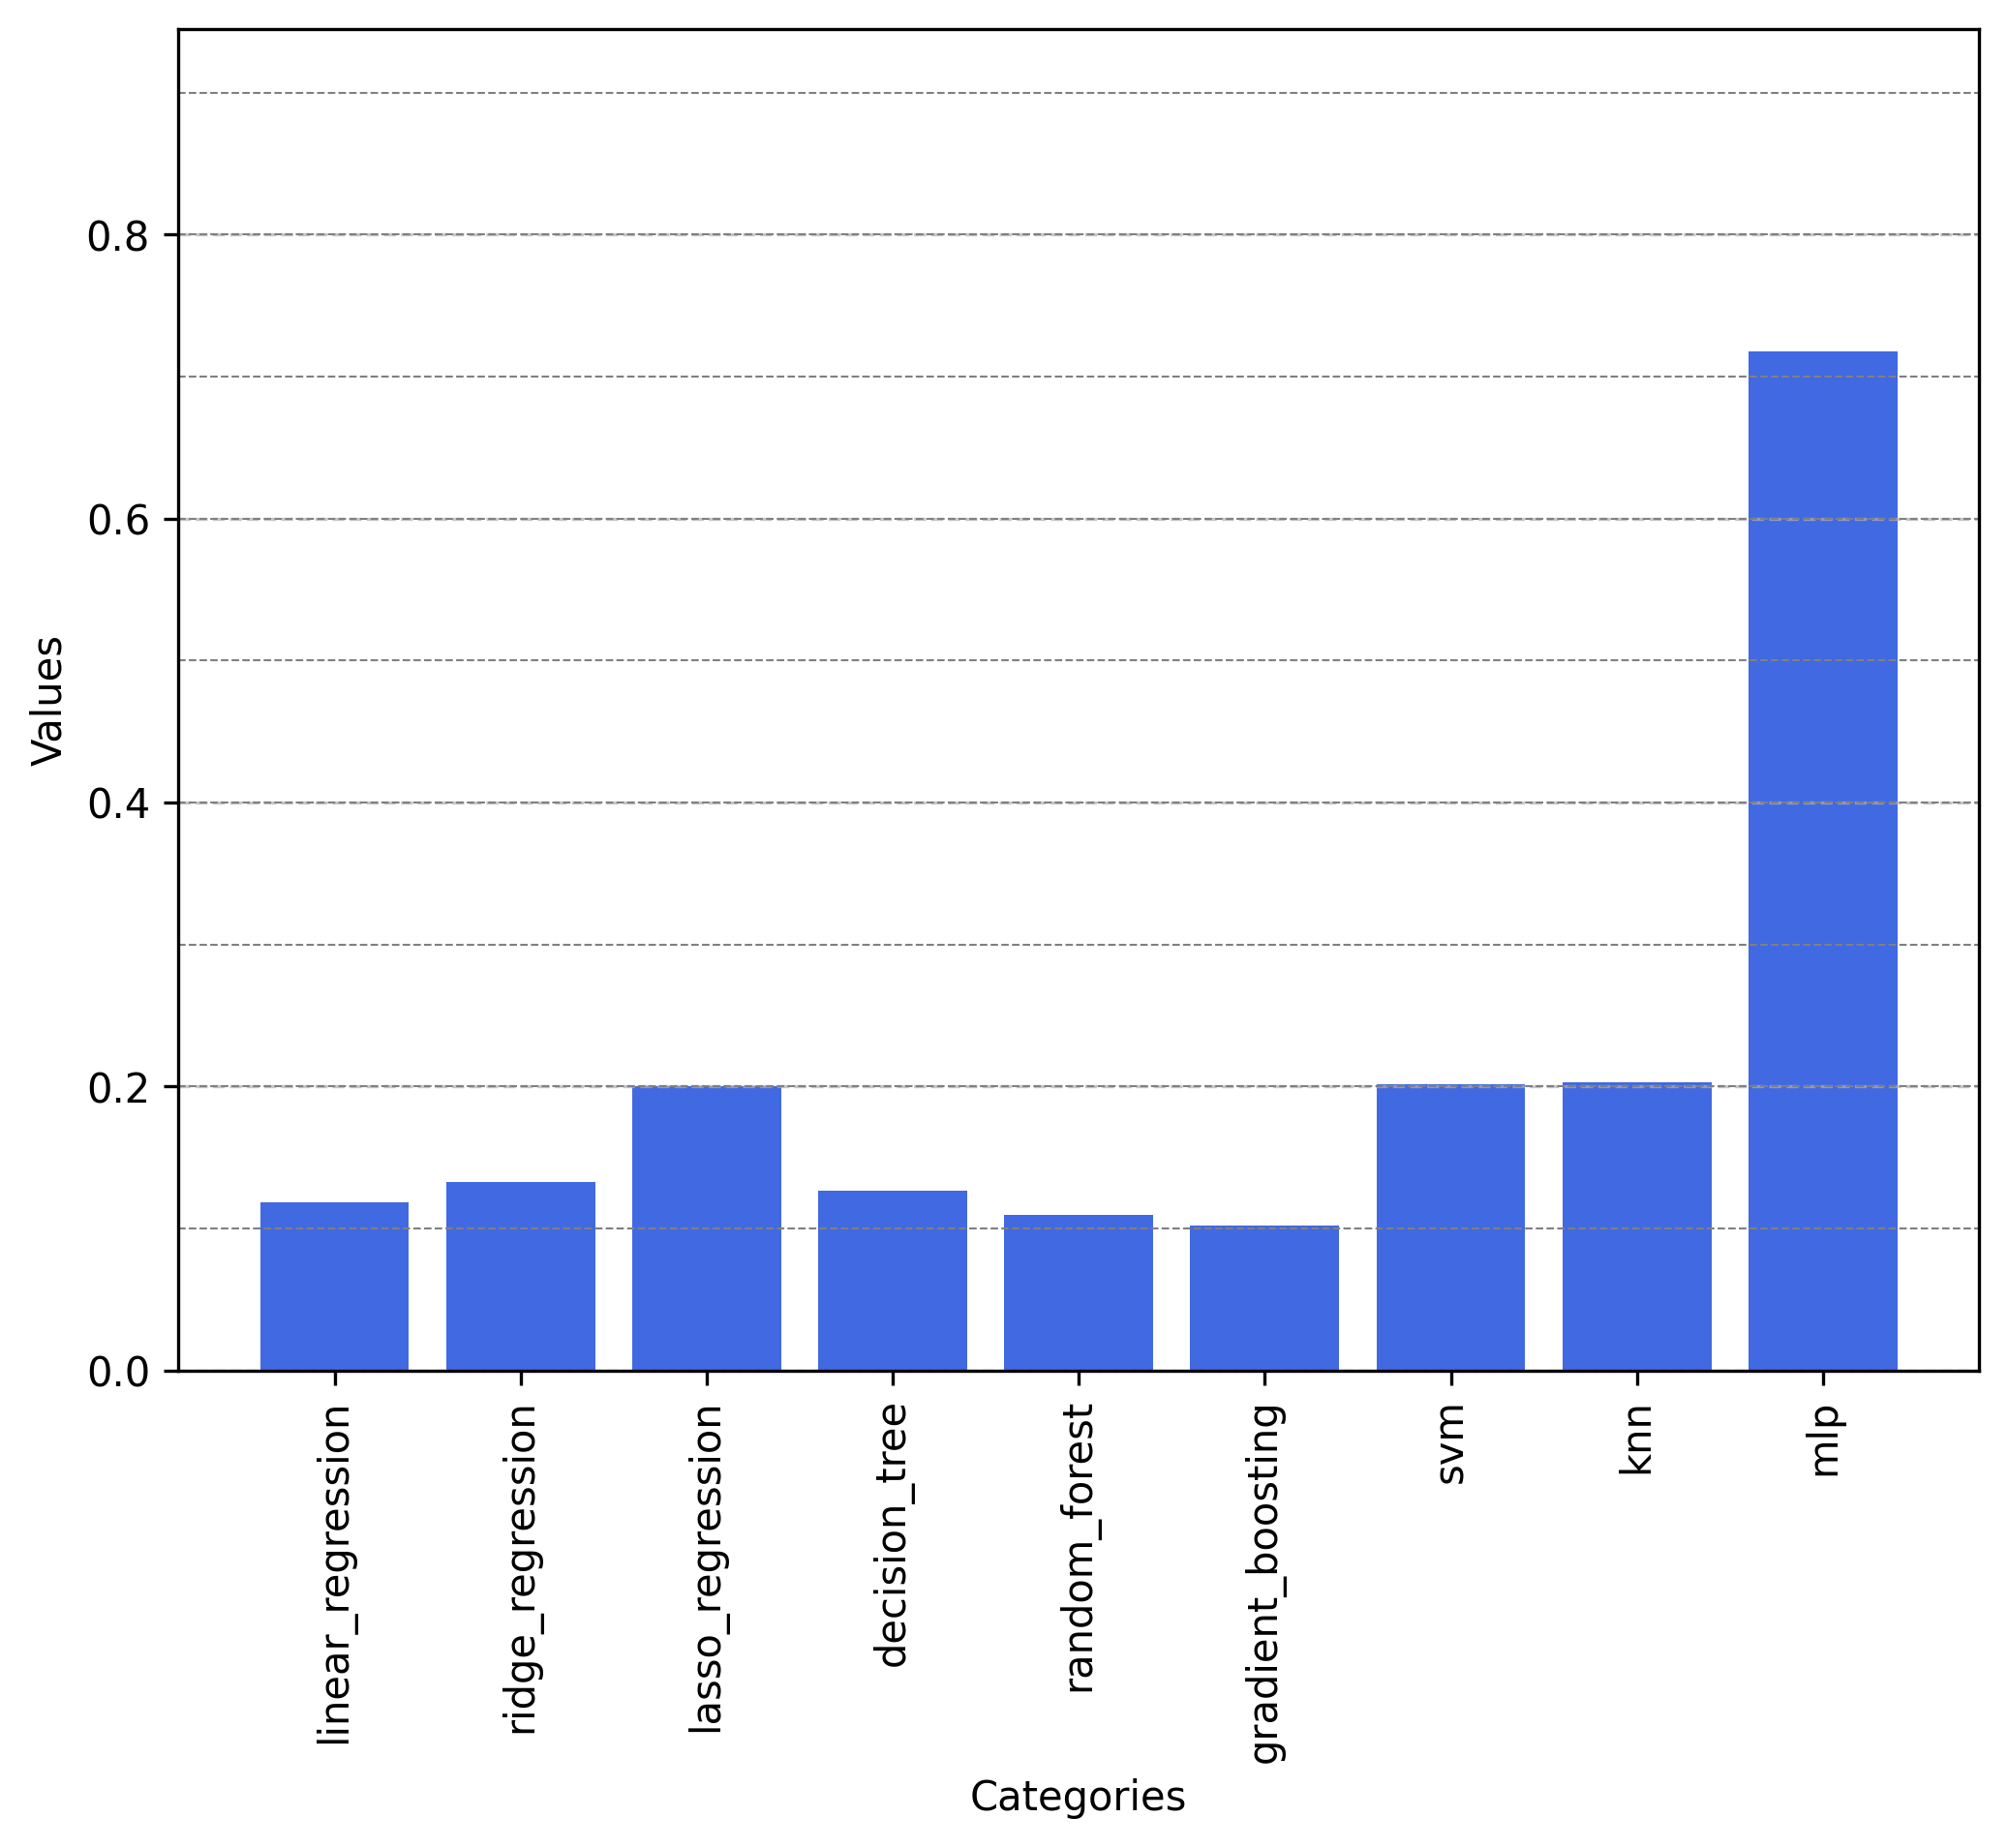 0.8
0.6
0.4
0.2
0.0
Values
linear_regression
ridge_regression
lasso_regression
decision_tree
random_forest
gradient_boosting
svm
knn
mlp
Categories